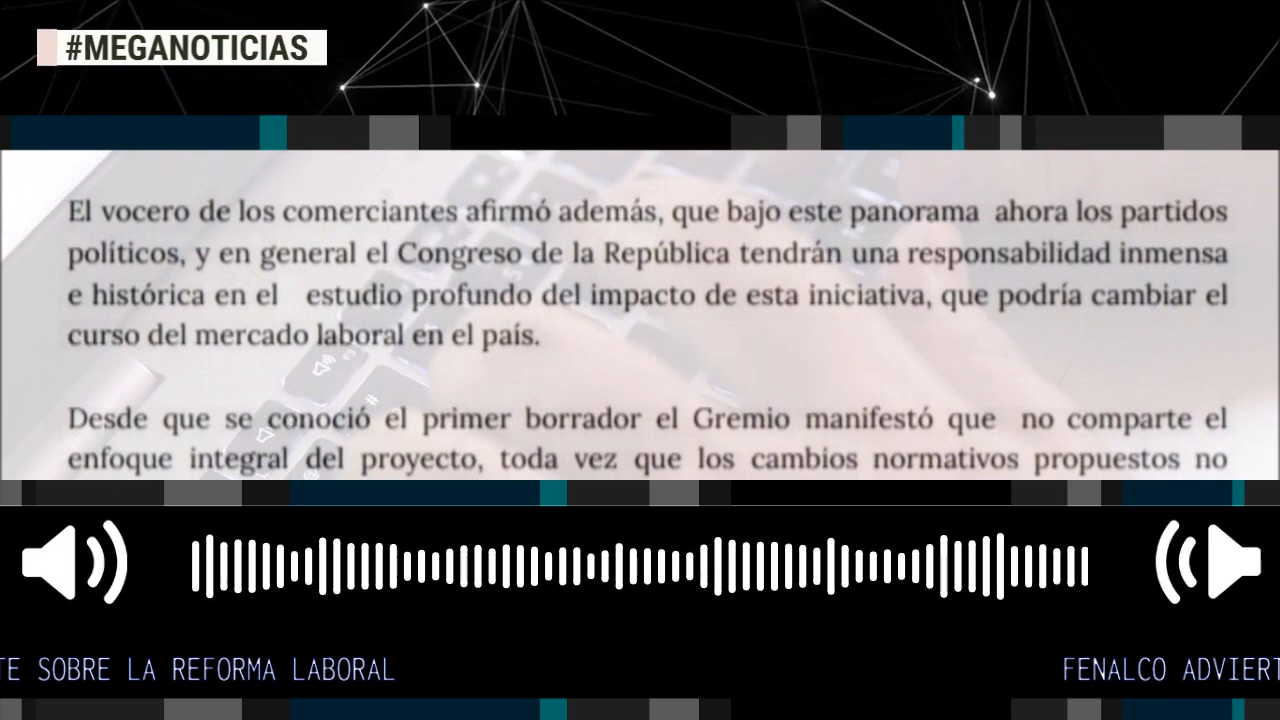 #MEGANOTICIAS
El vocero de los comerciantes afirmó además, que bajo este panorama ahora los partidos
políticos, y en general el Congreso de la República tendrán una responsabilidad inmensa
e histórica en el estudio profundo del impacto de esta iniciativa, que podría cambiar el
curso del mercado laboral en el país.
Desde que se conoció el primer borrador el Gremio manifestó que no comparte el
enfoque integral del proyecto, toda vez que los cambios normativos propuestos no
TE SOBRE LA REFORMA LABORAL FENALCO ADVIERT